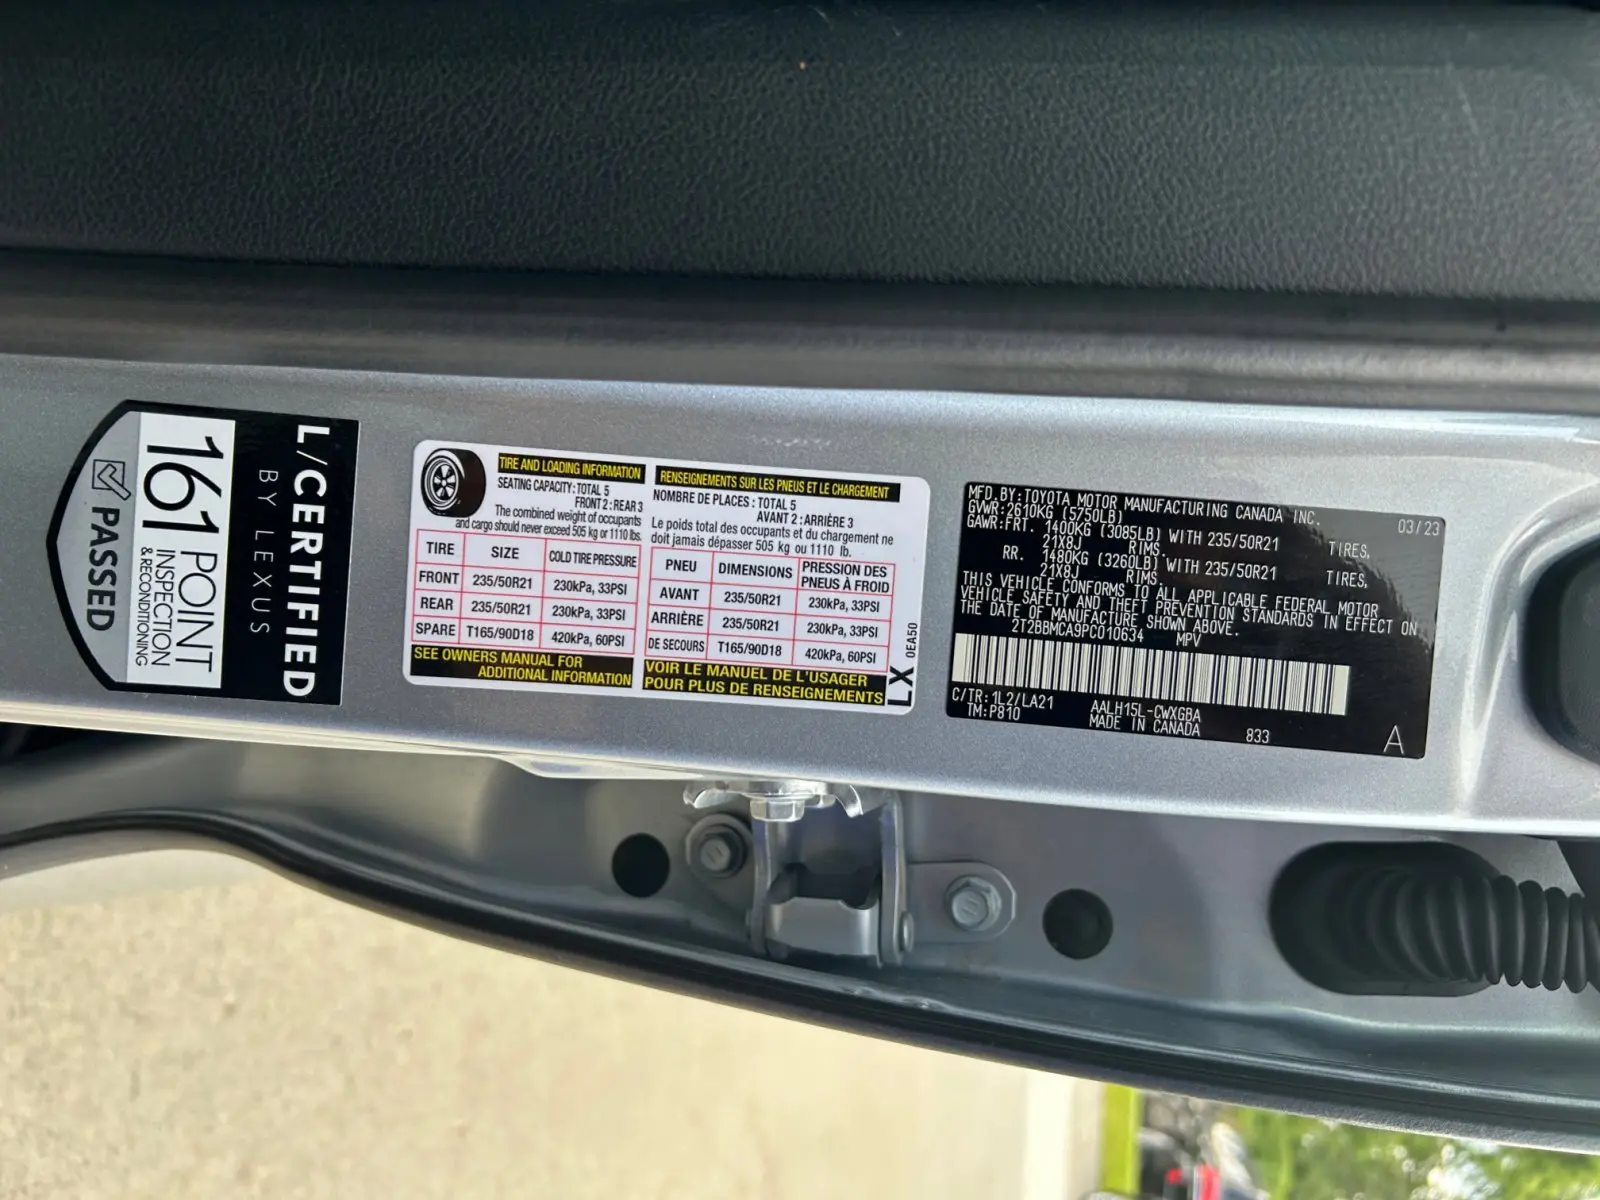 L/CERTIFIED
BY LEXUS
161 POINT
INSPECTION
& RECONDITIONING
PASSED
TIRE AND LOADING INFORMATION
SEATING CAPACITY : TOTAL 5
FRONT 2 : REAR 3
The combined weight of occupants
and cargo should never exceed 505 kg or 1110 lbs.
TIRE SIZE COLD TIRE PRESSURE
FRONT 235/50R21 230kPa, 33PSI
REAR 235/50R21 230kPa, 33PSI
SPARE T165/90D18 420kPa, 60PSI
SEE OWNERS MANUAL FOR
ADDITIONAL INFORMATION
RENSEIGNEMENTS SUR LES PNEUS ET LE CHARGEMENT
NOMBRE DE PLACES : TOTAL 5
AVANT 2 : ARRIÈRE 3
Le poids total des occupants et du chargement ne
doit jamais dépasser 505 kg ou 1110 lb.
PNEU DIMENSIONS PRESSION DES
PNEUS À FROID
AVANT 235/50R21 230kPa, 33PSI
ARRIÈRE 235/50R21 230kPa, 33PSI
DE SECOURS T165/90D18 420kPa, 60PSI
VOIR LE MANUEL DE L'USAGER
POUR PLUS DE RENSEIGNEMENTS
LX 0EA50
MFD.BY:TOYOTA MOTOR MANUFACTURING CANADA INC. 03/23
GVWR:2610KG (5750LB)
GAWR:FRT. 1400KG (3085LB) WITH 235/50R21 TIRES,
21X8J RIMS.
RR. 1480KG (3260LB) WITH 235/50R21 TIRES,
21X8J RIMS.
THIS VEHICLE CONFORMS TO ALL APPLICABLE FEDERAL MOTOR
VEHICLE SAFETY AND THEFT PREVENTION STANDARDS IN EFFECT ON
THE DATE OF MANUFACTURE SHOWN ABOVE.
2T2BBMCA9PC010634 MPV
C/TR:1L2/LA21 AALH15L-CWXGBA
TM:P810 MADE IN CANADA 833 A